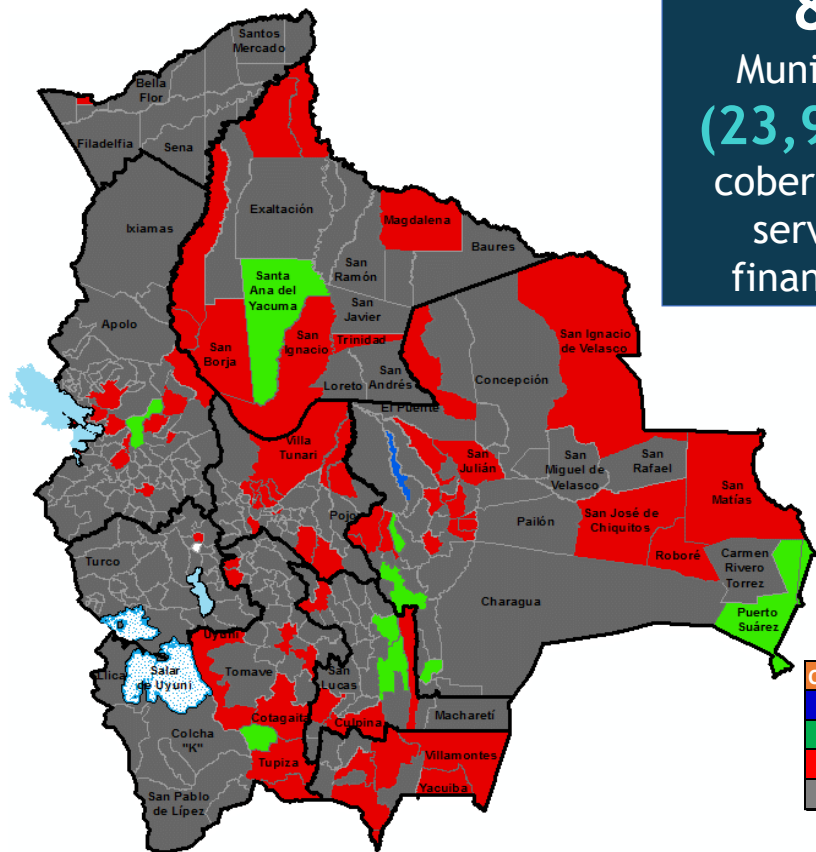 8
Muni
(23,9
cober
serv
finan
Santos
Mercado
Bella
Flor
Filadelfia
Sena
Ixiamas
Exaltación
Magdalena
Baures
San
Ramón
Santa
Ana del
Yacuma
San
Javier
Apolo
San
Borja
San
Ignacio
Trinidad
San Ignacio
de Velasco
Loreto
San
Andrés
Concepción
El Puente
Villa
Tunari
San
Julián
San
Miguel de
Velasco
San
Rafael
San
Matías
Pojo
Pailón
San José de
Chiquitos
Roboré
Carmen
Rivero
Torrez
Turco
Charagua
Puerto
Suárez
Uyuni
Llica
Salar
de Uyuni
Tomave
San
Lucas
Cotagaita
Culpina
Macharetí
Colcha
"K"
Tupiza
Villamontes
Yacuiba
San Pablo
de Lípez